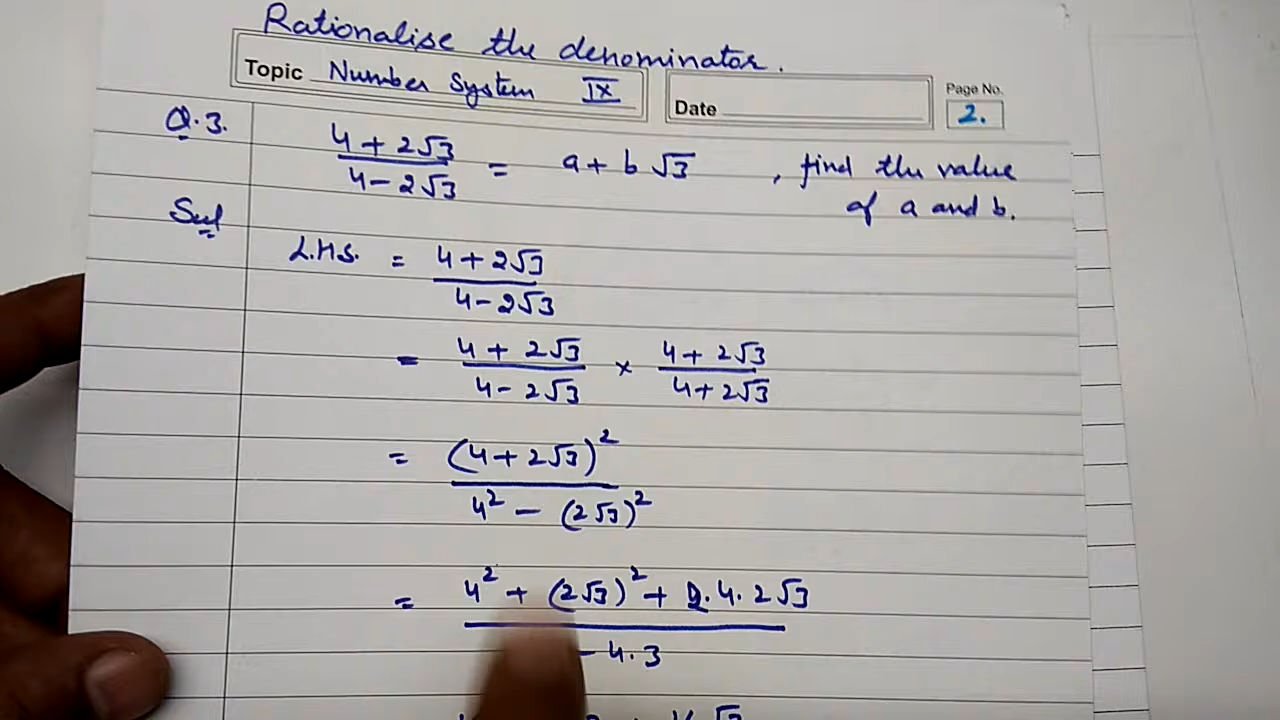 Rationalise the denominator.
Topic Number System IX
Date
Page No.
2.
Q.3. (4+2√3)/(4-2√3) = a+b√3 , find the value
of a and b.
Sol
L.H.S. = (4+2√3)/(4-2√3)
= (4+2√3)/(4-2√3) × (4+2√3)/(4+2√3)
= (4+2√3)²/(4² - (2√3)²)
= 4² + (2√3)² + 2.4.2√3
- 4.3